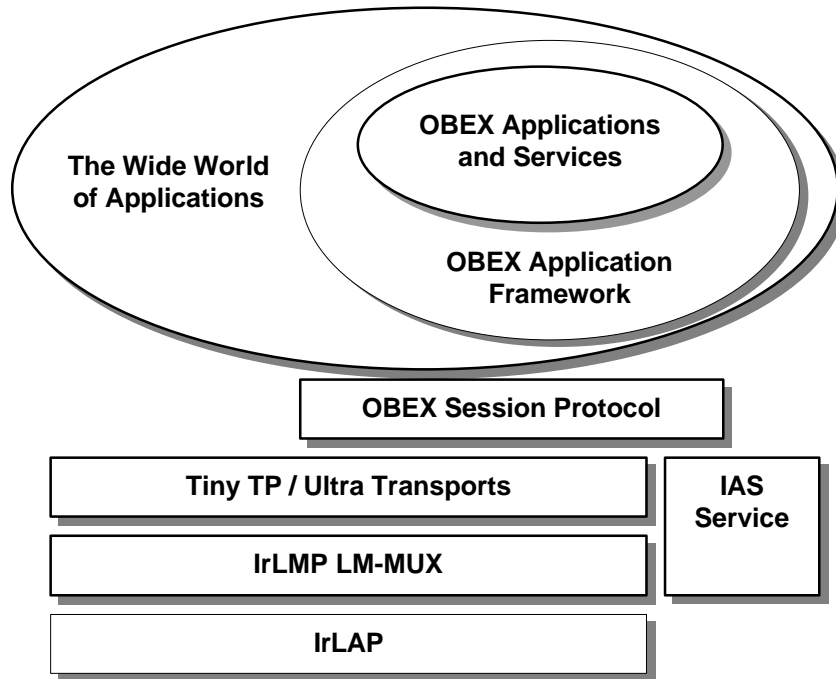 OBEX Applications
and Services
The Wide World
of Applications
OBEX Application
Framework
OBEX Session Protocol
Tiny TP / Ultra Transports
IAS
Service
IrLMP LM-MUX
IrLAP